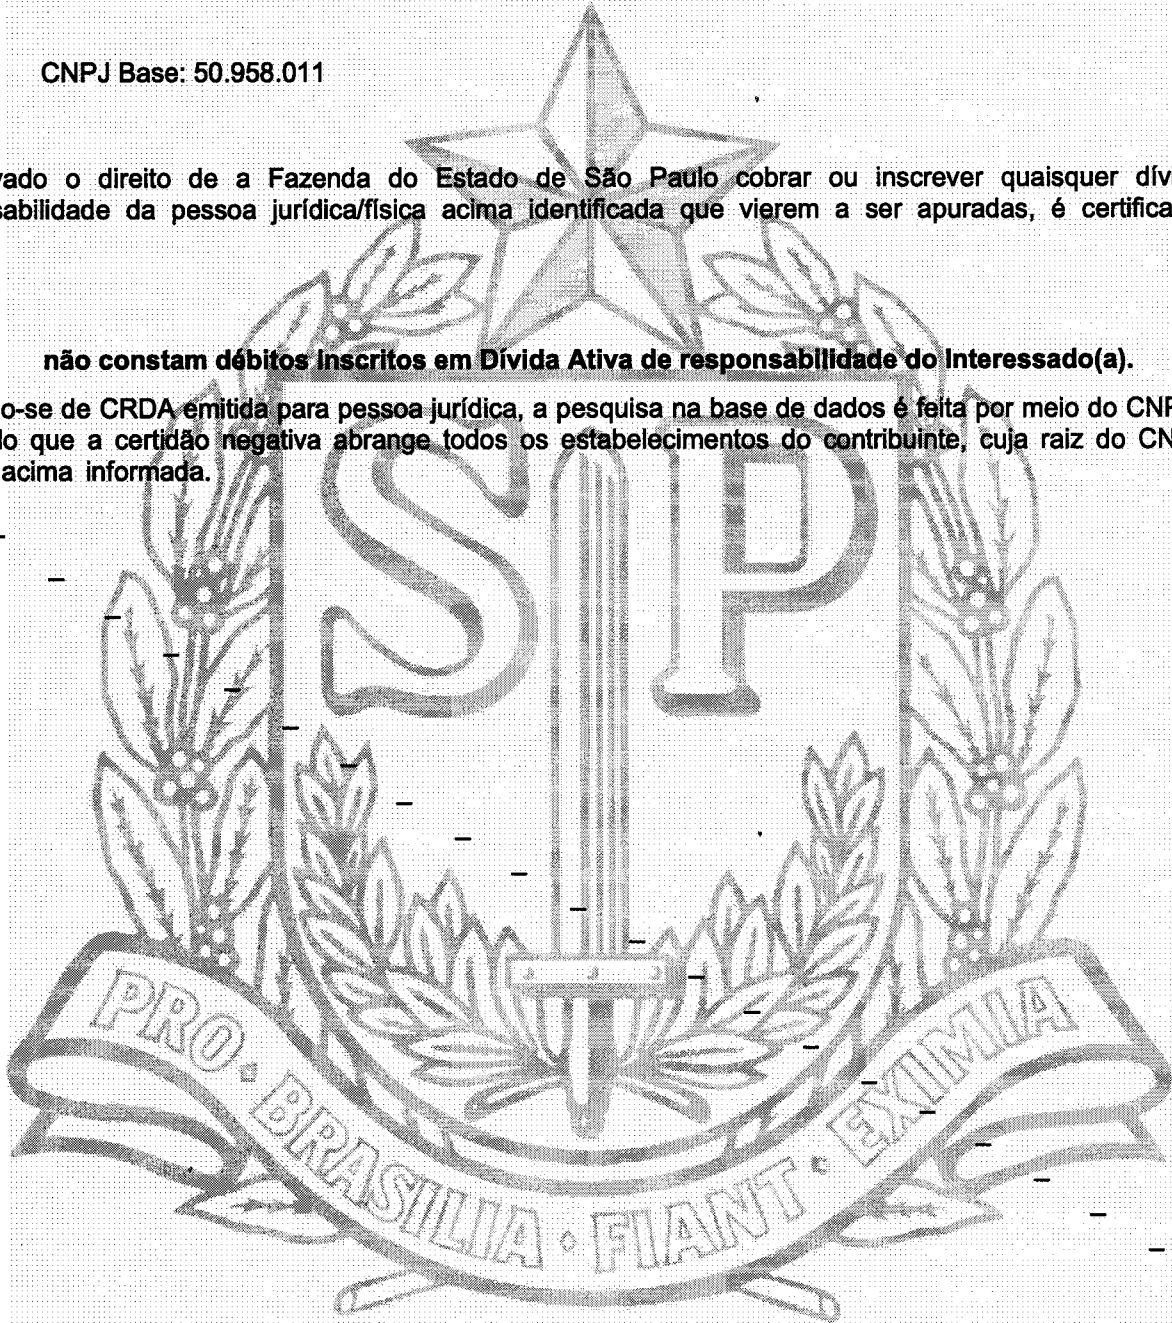 CNPJ Base: 50.958.011
vado o direito de a Fazenda do Estado de São Paulo cobrar ou inscrever quaisquer dív
sabilidade da pessoa jurídica/física acima identificada que vierem a ser apuradas, é certifica
não constam débitos inscritos em Dívida Ativa de responsabilidade do Interessado(a).
o-se de CRDA emitida para pessoa jurídica, a pesquisa na base de dados é feita por meio do CNP
do que a certidão negativa abrange todos os estabelecimentos do contribuinte, cuja raiz do CN
acima informada.
SP
PRO · BRASILIA · FIANT · EXIMIA